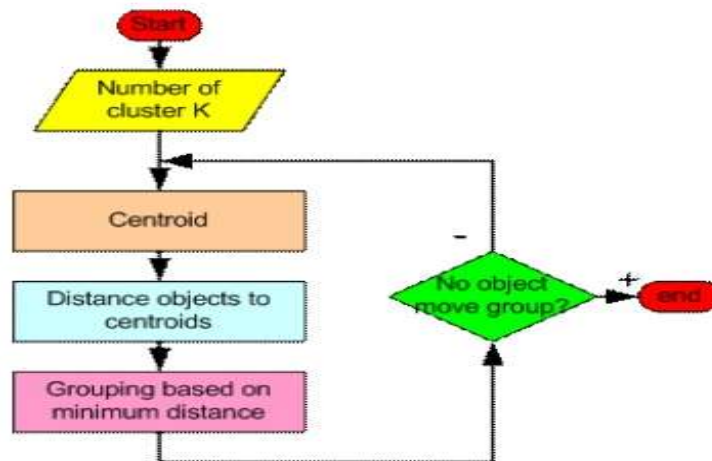 Start
Number of
cluster K
Centroid
Distance objects to
centroids
Grouping based on
minimum distance
-
No object
move group?
+
end